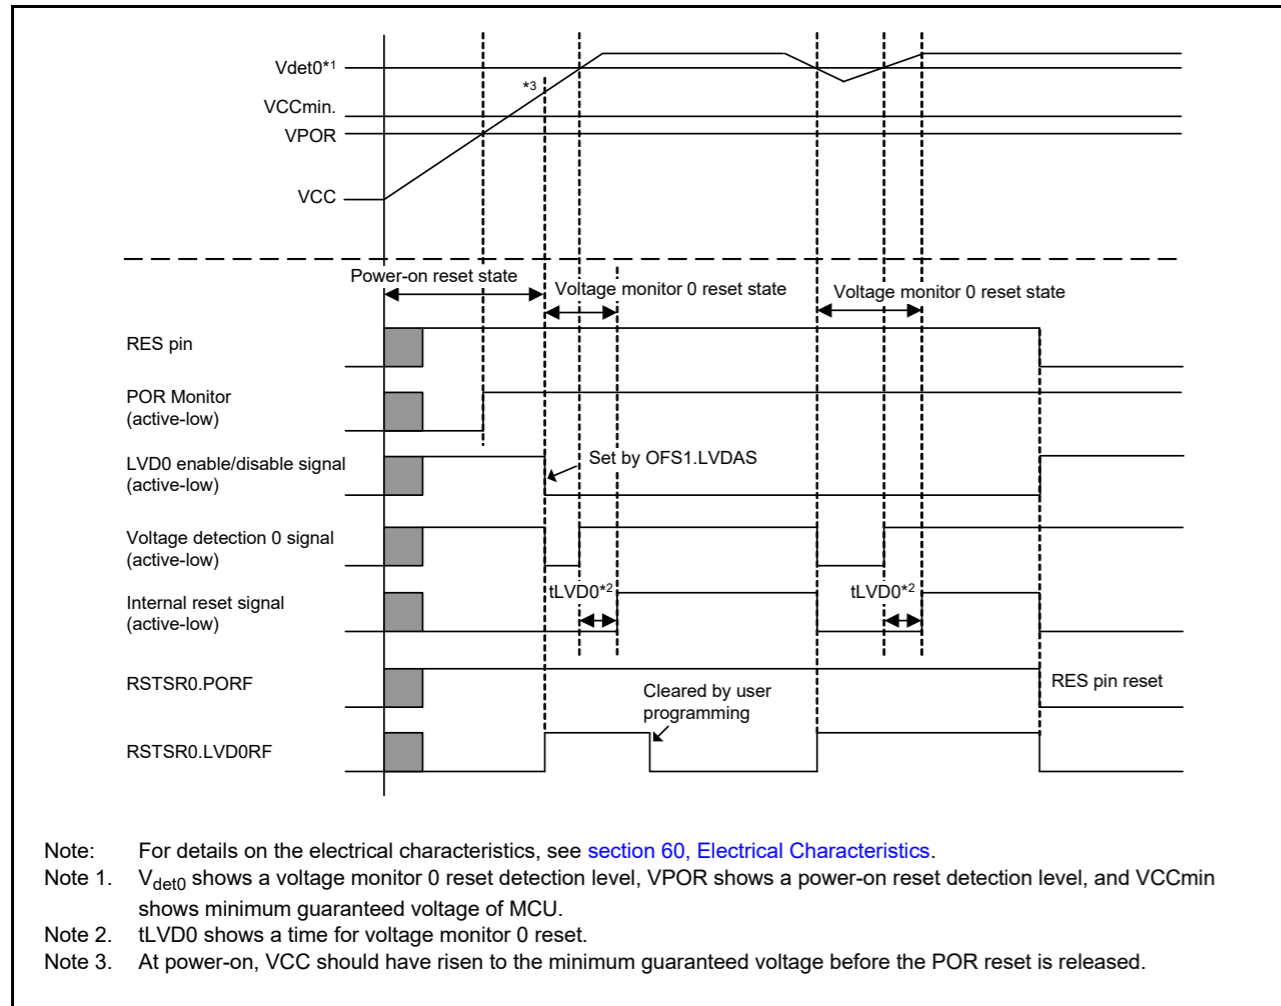 Vdet0*1
*3
VCCmin.
VPOR
VCC
Power-on reset state
Voltage monitor 0 reset state
Voltage monitor 0 reset state
RES pin
POR Monitor
(active-low)
LVD0 enable/disable signal
(active-low)
Set by OFS1.LVDAS
Voltage detection 0 signal
(active-low)
tLVD0*2
tLVD0*2
Internal reset signal
(active-low)
RSTSR0.PORF
RES pin reset
Cleared by user
programming
RSTSR0.LVD0RF
Note: For details on the electrical characteristics, see section 60, Electrical Characteristics.
Note 1. Vdet0 shows a voltage monitor 0 reset detection level, VPOR shows a power-on reset detection level, and VCCmin
shows minimum guaranteed voltage of MCU.
Note 2. tLVD0 shows a time for voltage monitor 0 reset.
Note 3. At power-on, VCC should have risen to the minimum guaranteed voltage before the POR reset is released.